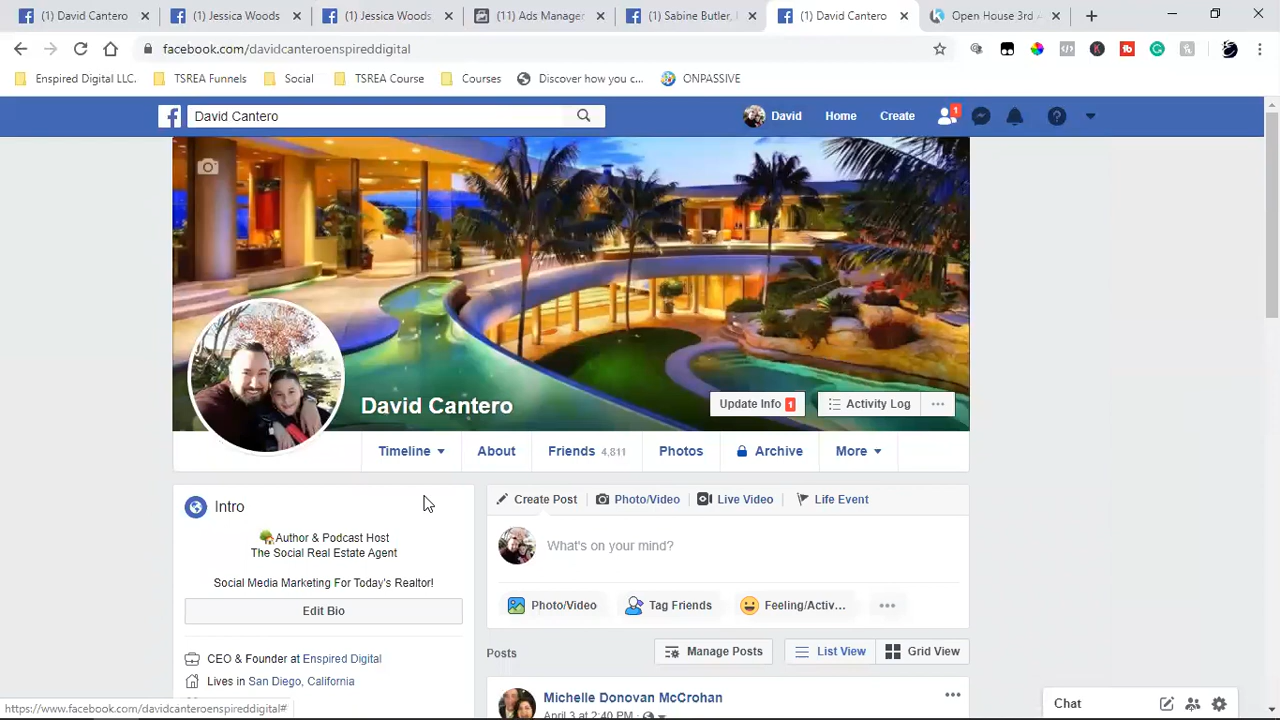 (1) David Cantero
(1) Jessica Woods
(1) Jessica Woods
(11) Ads Manager
(1) Sabine Butler,
(1) David Cantero
Open House 3rd
facebook.com/davidcanteroenspireddigital
Enspired Digital LLC.
TSREA Funnels
Social
TSREA Course
Courses
Discover how you c...
ONPASSIVE
David Cantero
David
Home
Create
1
David Cantero
Update Info 1
Activity Log
Timeline
About
Friends 4,811
Photos
Archive
More
Intro
Author & Podcast Host
The Social Real Estate Agent
Social Media Marketing For Today's Realtor!
Edit Bio
CEO & Founder at Enspired Digital
Lives in San Diego, California
Create Post
Photo/Video
Live Video
Life Event
What's on your mind?
Photo/Video
Tag Friends
Feeling/Activ...
Posts
Manage Posts
List View
Grid View
Michelle Donovan McCrohan
April 3 at 2:40 PM
Chat
https://www.facebook.com/davidcanteroenspireddigital#